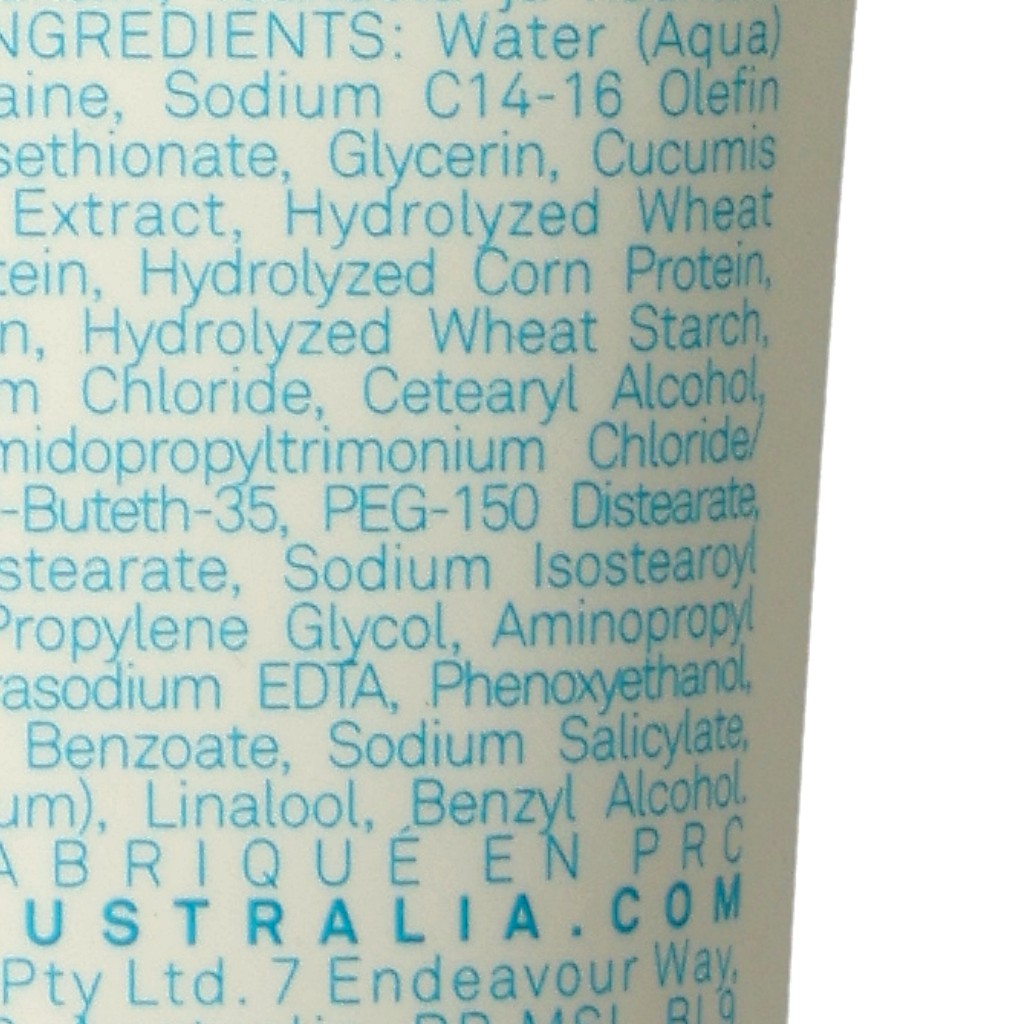 NGREDIENTS: Water (Aqua)
aine, Sodium C14-16 Olefin
sethionate, Glycerin, Cucumis
Extract, Hydrolyzed Wheat
tein, Hydrolyzed Corn Protein,
n, Hydrolyzed Wheat Starch,
m Chloride, Cetearyl Alcohol,
midopropyltrimonium Chloride/
-Buteth-35, PEG-150 Distearate,
stearate, Sodium Isostearoyl
Propylene Glycol, Aminopropyl
rasodium EDTA, Phenoxyethanol,
Benzoate, Sodium Salicylate,
um), Linalool, Benzyl Alcohol.
ABRIQUÉ EN PRC
USTRALIA.COM
Pty Ltd. 7 Endeavour Way,